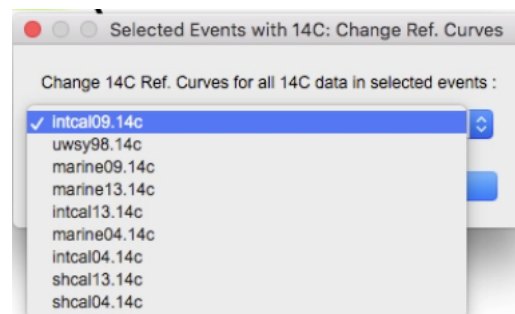 Selected Events with 14C: Change Ref. Curves
Change 14C Ref. Curves for all 14C data in selected events :
✓ intcal09.14c
uwsy98.14c
marine09.14c
marine13.14c
intcal13.14c
marine04.14c
intcal04.14c
shcal13.14c
shcal04.14c